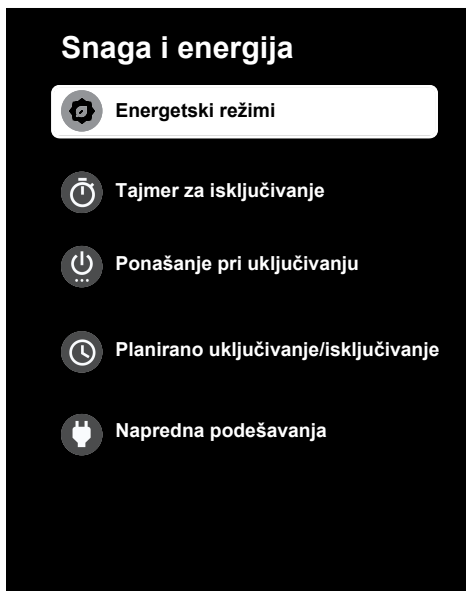 Snaga i energija
Energetski režimi
Tajmer za isključivanje
Ponašanje pri uključivanju
Planirano uključivanje/isključivanje
Napredna podešavanja